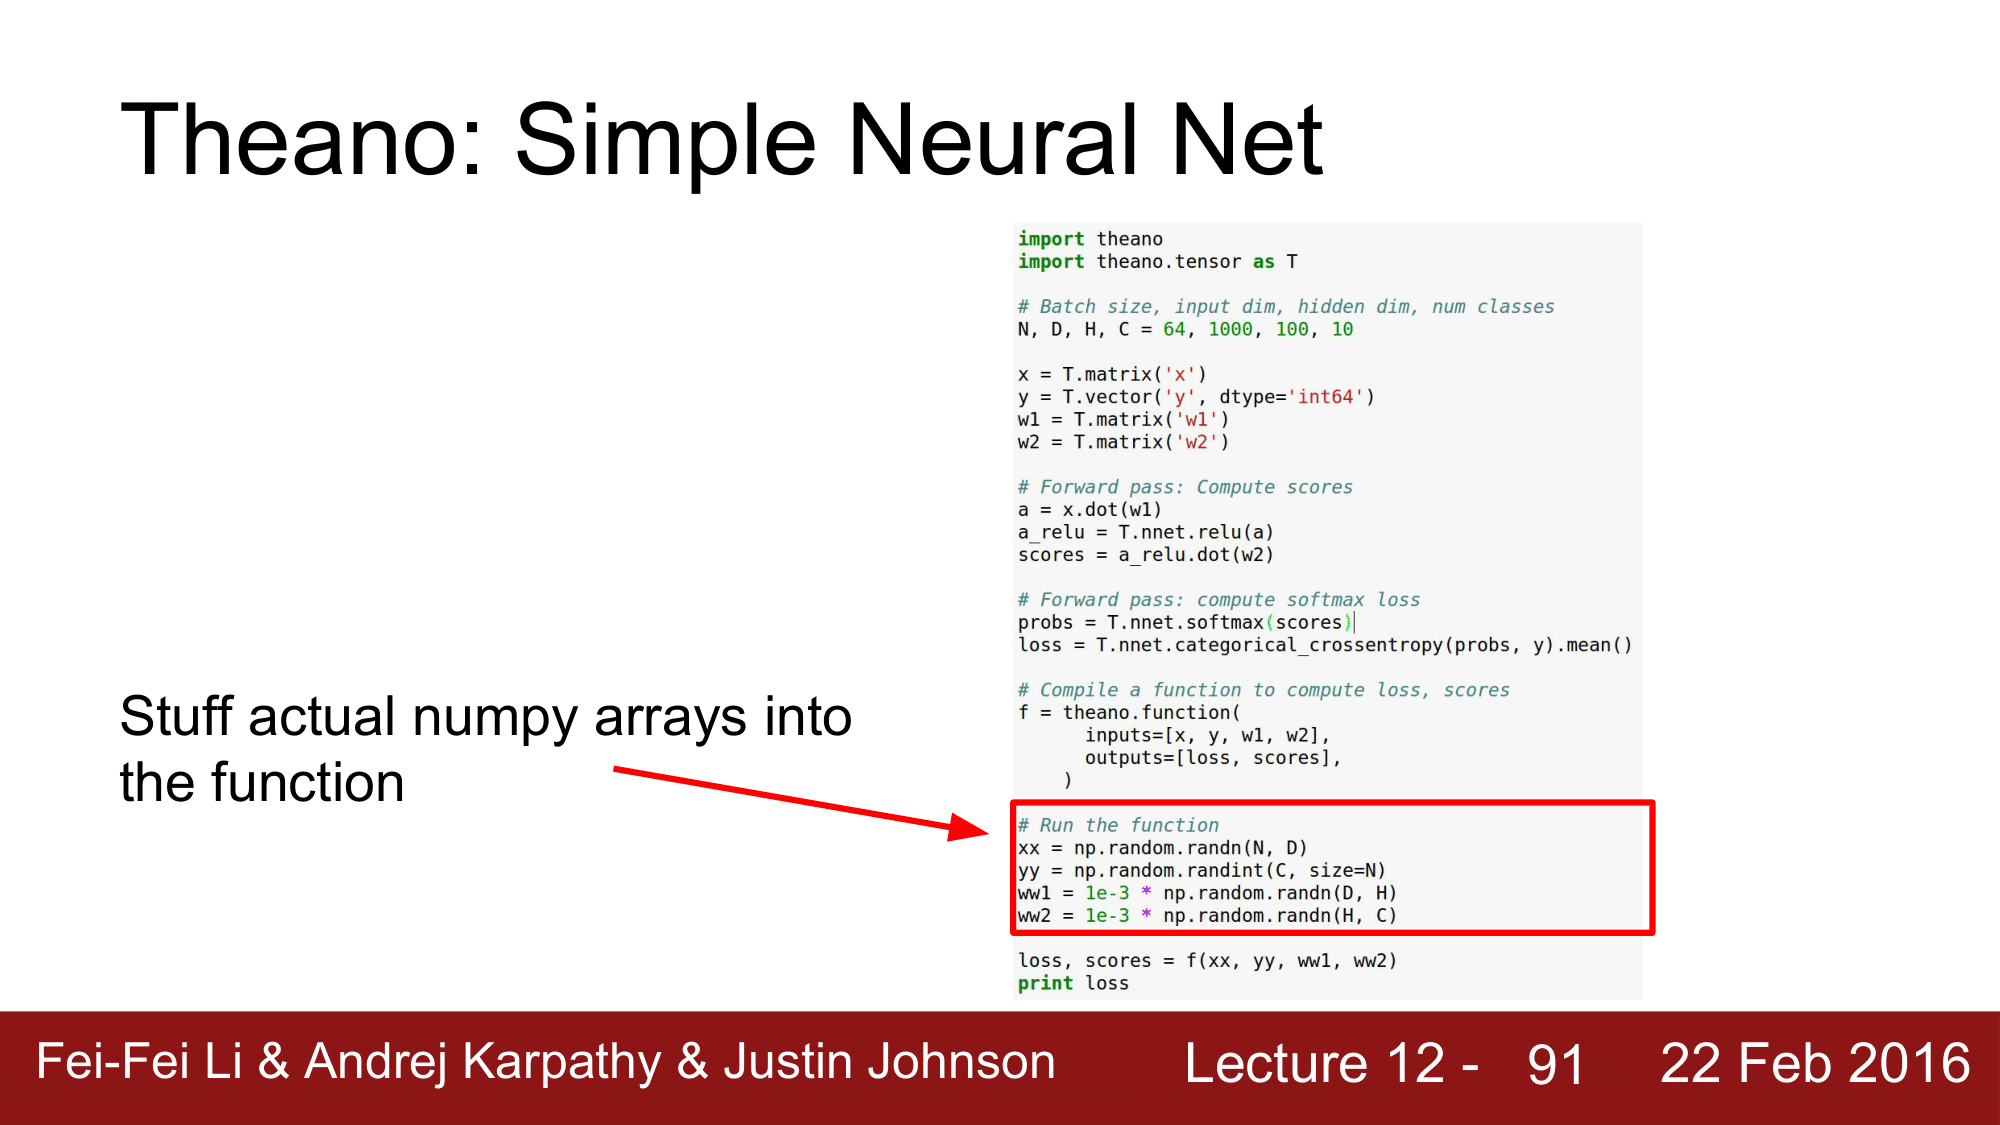 Theano: Simple Neural Net
import theano
import theano.tensor as T
# Batch size, input dim, hidden dim, num classes
N, D, H, C = 64, 1000, 100, 10
x = T.matrix('x')
y = T.vector('y', dtype='int64')
w1 = T.matrix('w1')
w2 = T.matrix('w2')
# Forward pass: Compute scores
a = x.dot(w1)
a_relu = T.nnet.relu(a)
scores = a_relu.dot(w2)
# Forward pass: compute softmax loss
probs = T.nnet.softmax(scores)
loss = T.nnet.categorical_crossentropy(probs, y).mean()
# Compile a function to compute loss, scores
f = theano.function(
      inputs=[x, y, w1, w2],
      outputs=[loss, scores],
    )
Stuff actual numpy arrays into
the function
# Run the function
xx = np.random.randn(N, D)
yy = np.random.randint(C, size=N)
ww1 = 1e-3 * np.random.randn(D, H)
ww2 = 1e-3 * np.random.randn(H, C)
loss, scores = f(xx, yy, ww1, ww2)
print loss
Fei-Fei Li & Andrej Karpathy & Justin Johnson Lecture 12 - 91 22 Feb 2016